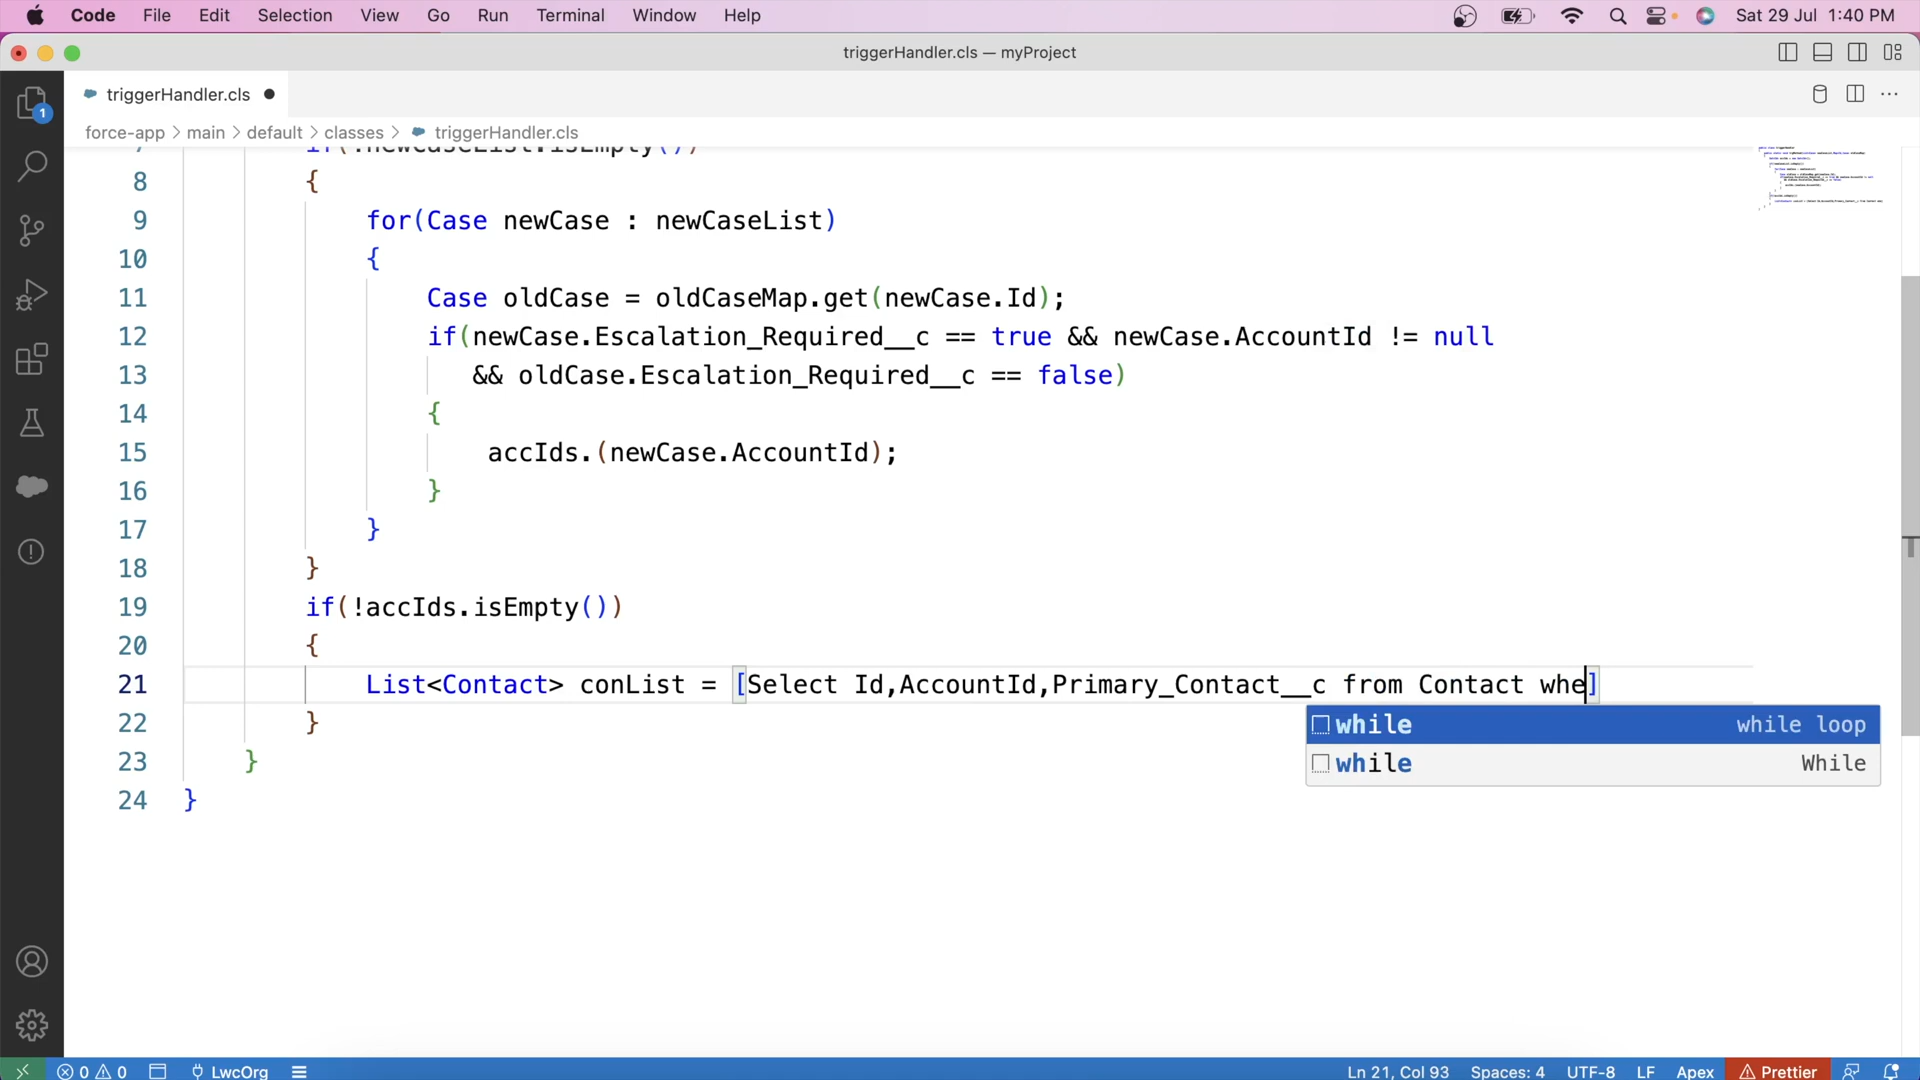 Code File Edit Selection View Go Run Terminal Window Help Sat 29 Jul 1:40 PM
triggerHandler.cls — myProject
1
triggerHandler.cls
force-app > main > default > classes > triggerHandler.cls
7 if(!newCaseList.isEmpty())
8 {
9 for(Case newCase : newCaseList)
10 {
11 Case oldCase = oldCaseMap.get(newCase.Id);
12 if(newCase.Escalation_Required__c == true && newCase.AccountId != null
13 && oldCase.Escalation_Required__c == false)
14 {
15 accIds.(newCase.AccountId);
16 }
17 }
18 }
19 if(!accIds.isEmpty())
20 {
21 List<Contact> conList = [Select Id,AccountId,Primary_Contact__c from Contact whe]
while while loop
22 }
while While
23 }
24 }
0 0 LwcOrg Ln 21, Col 93 Spaces: 4 UTF-8 LF Apex Prettier